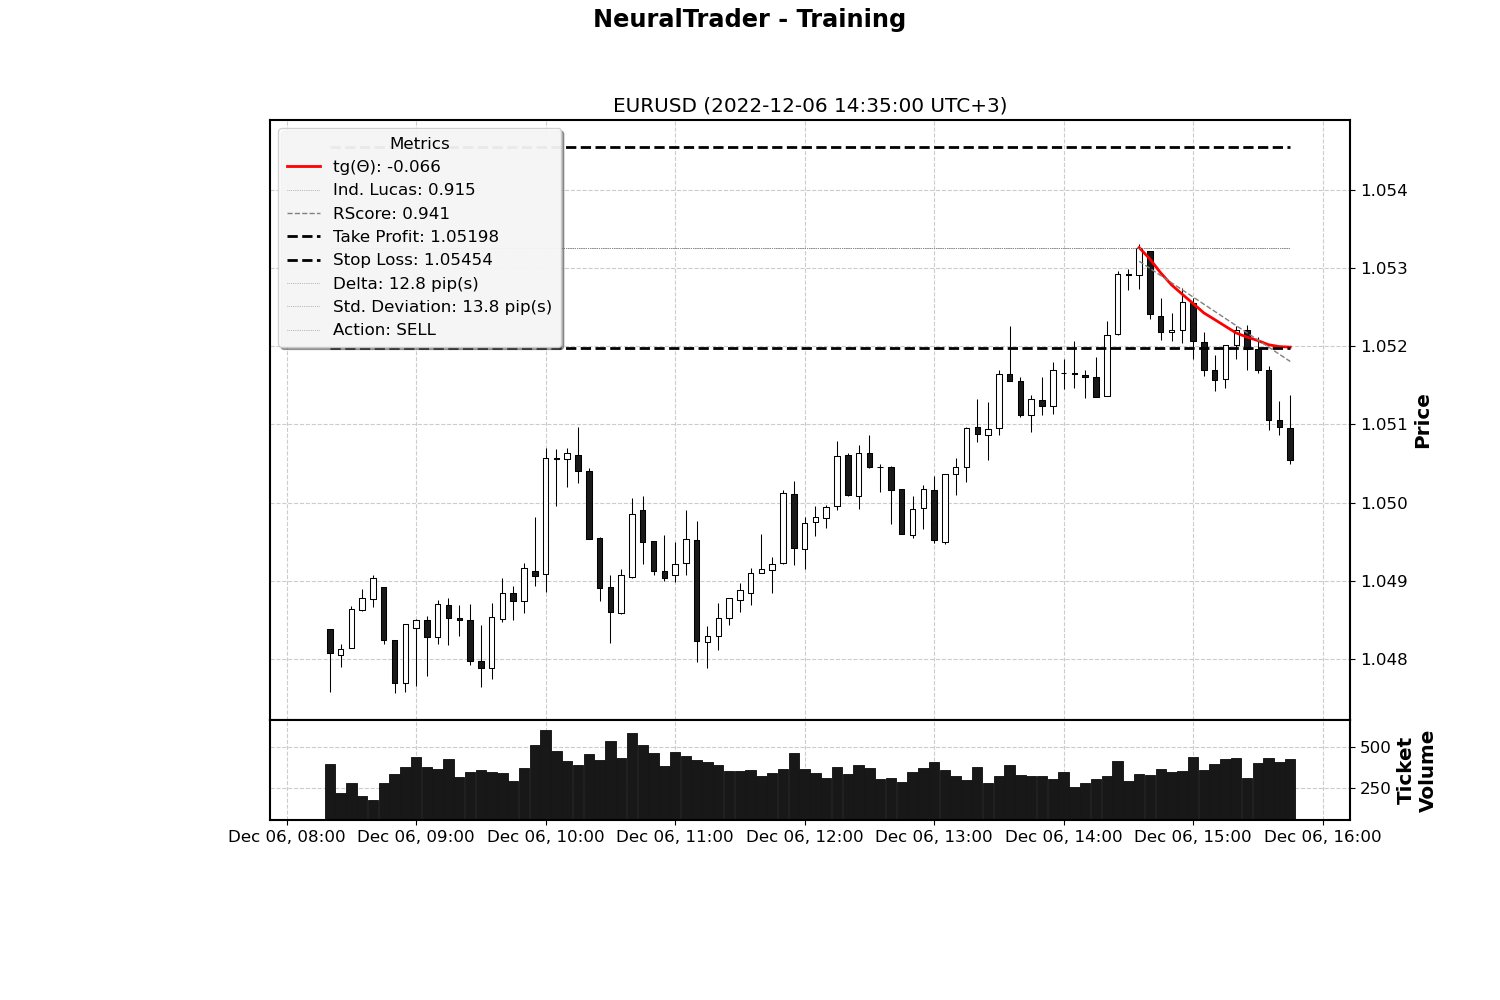 NeuralTrader - Training
EURUSD (2022-12-06 14:35:00 UTC+3)
Metrics
tg(Θ): -0.066
Ind. Lucas: 0.915
RScore: 0.941
Take Profit: 1.05198
Stop Loss: 1.05454
Delta: 12.8 pip(s)
Std. Deviation: 13.8 pip(s)
Action: SELL
1.054
1.053
1.052
1.051
1.050
1.049
1.048
Price
500
250
Ticket
Volume
Dec 06, 08:00 Dec 06, 09:00 Dec 06, 10:00 Dec 06, 11:00 Dec 06, 12:00 Dec 06, 13:00 Dec 06, 14:00 Dec 06, 15:00 Dec 06, 16:00